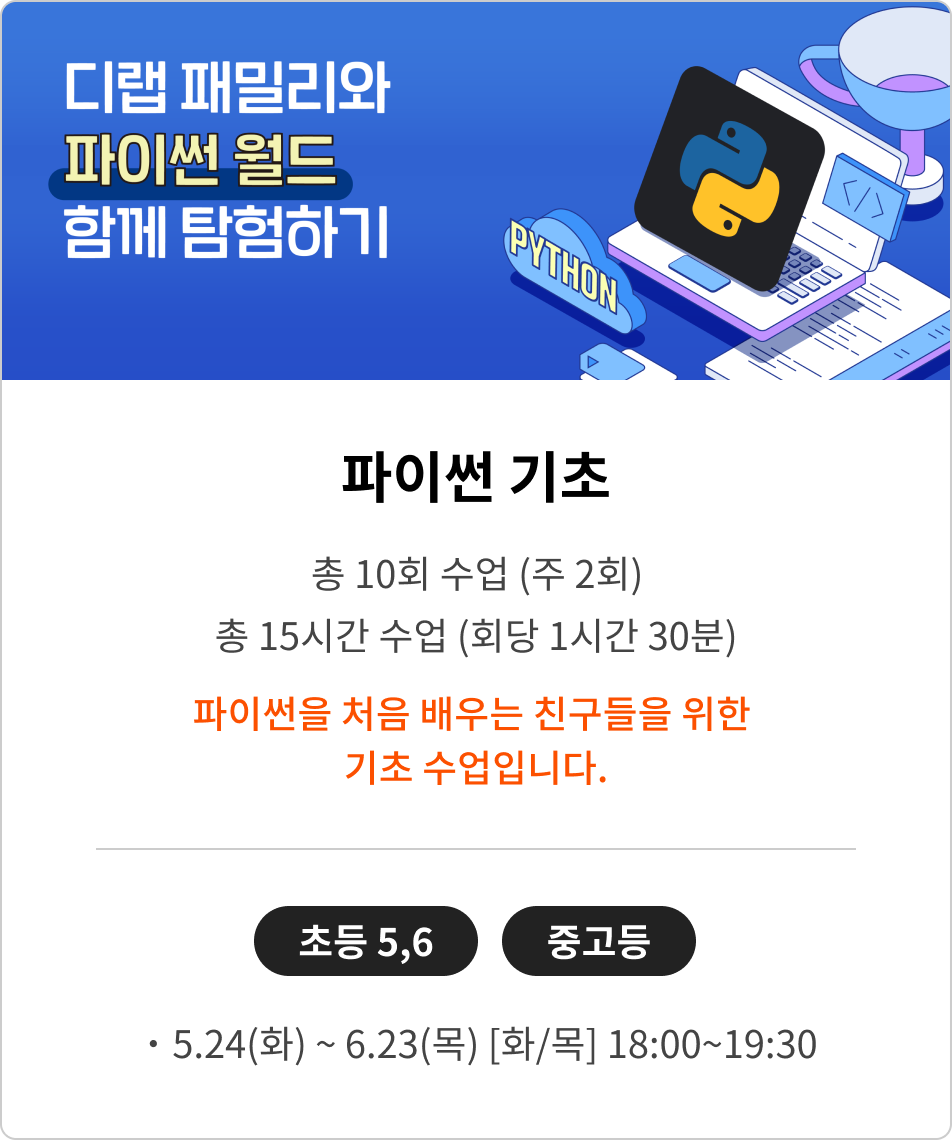 디랩 패밀리와
파이썬 월드
함께 탐험하기
PYTHON
</>
파이썬 기초
총 10회 수업 (주 2회)
총 15시간 수업 (회당 1시간 30분)
파이썬을 처음 배우는 친구들을 위한
기초 수업입니다.
초등 5,6
중고등
· 5.24(화) ~ 6.23(목) [화/목] 18:00~19:30